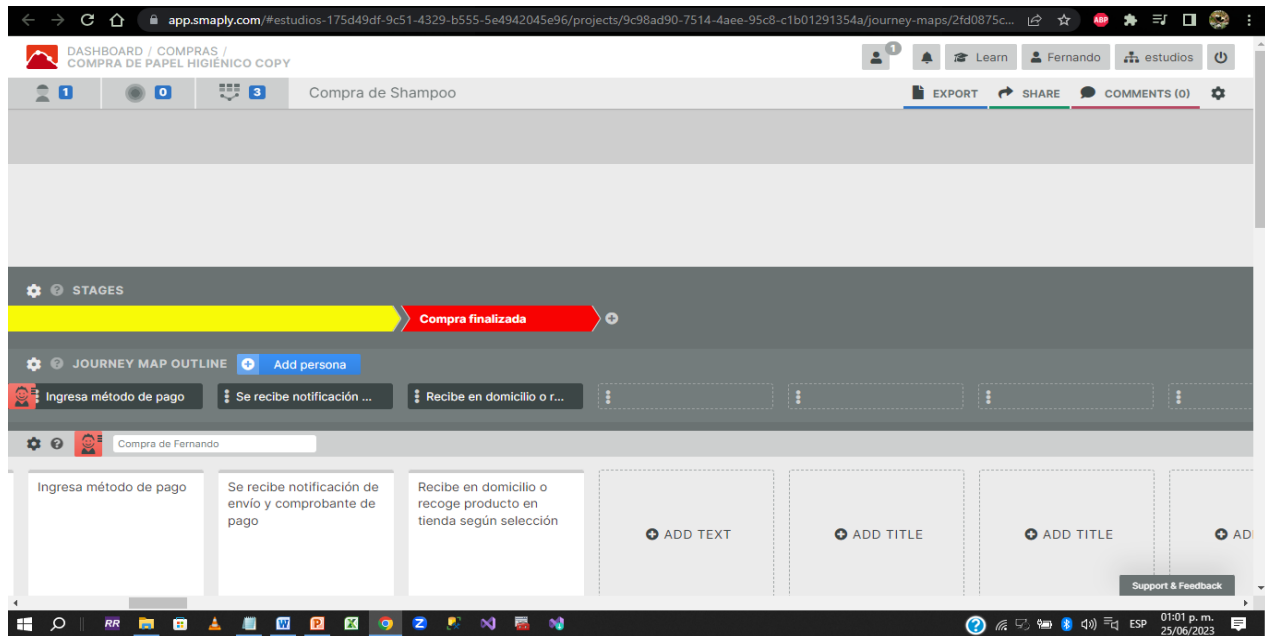 app.smaply.com/#estudios-175d49df-9c51-4329-b555-5e4942045e96/projects/9c98ad90-7514-4aee-95c8-c1b01291354a/journey-maps/2fd0875c...
ABP
DASHBOARD / COMPRAS /
COMPRA DE PAPEL HIGIÉNICO COPY
1
Learn
Fernando
estudios
1
0
3
Compra de Shampoo
EXPORT
SHARE
COMMENTS (0)
STAGES
Compra finalizada
JOURNEY MAP OUTLINE
Add persona
Ingresa método de pago
Se recibe notificación ...
Recibe en domicilio o r...
Compra de Fernando
Ingresa método de pago
Se recibe notificación de
envío y comprobante de
pago
Recibe en domicilio o
recoge producto en
tienda según selección
ADD TEXT
ADD TITLE
ADD TITLE
AD
Support & Feedback
RR
ESP
01:01 p. m.
25/06/2023